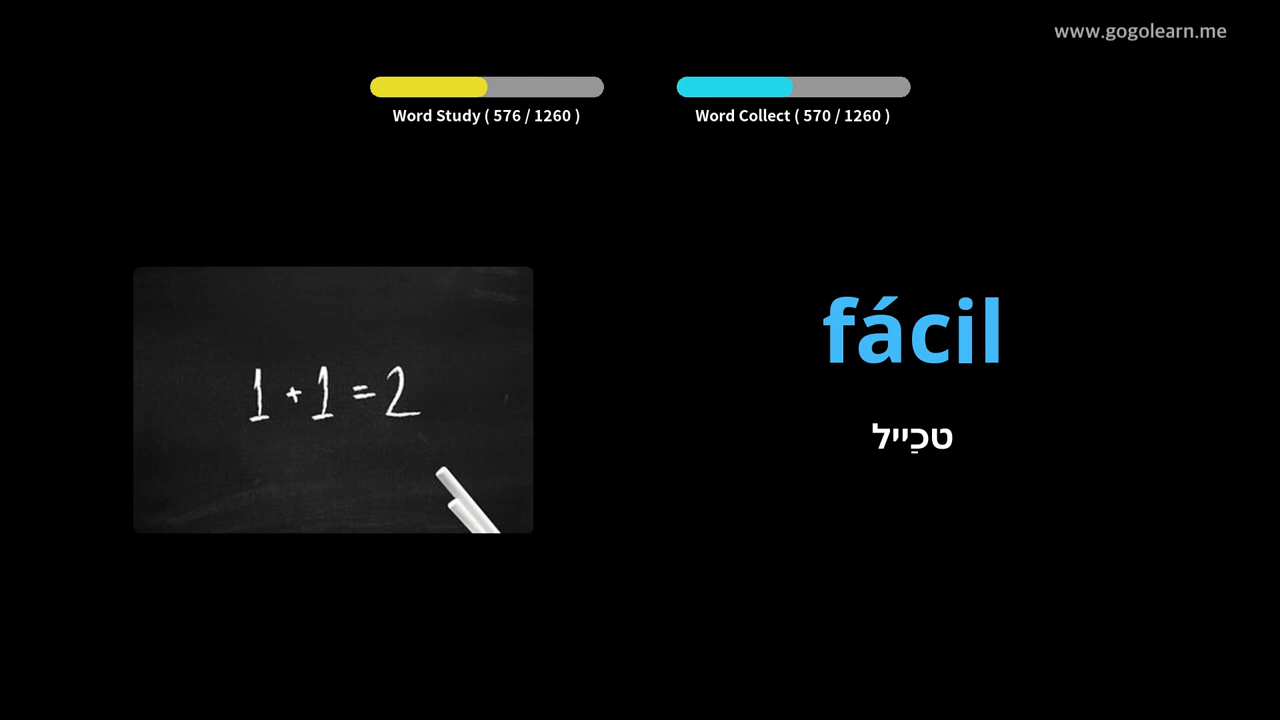 www.gogolearn.me
Word Study ( 576 / 1260 )
Word Collect ( 570 / 1260 )
1 + 1 = 2
fácil
טכַייל